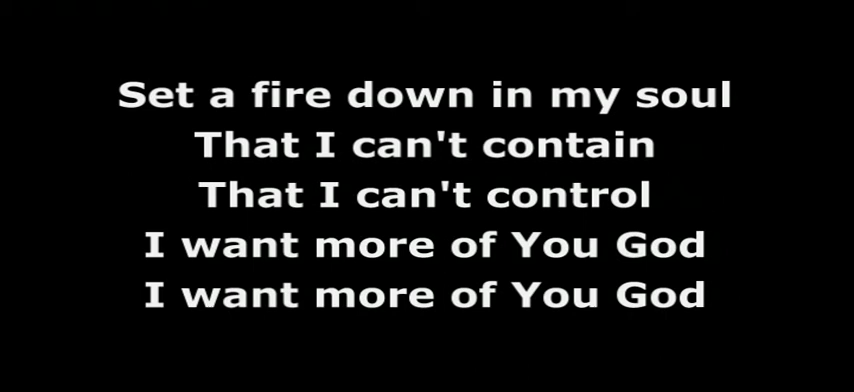 Set a fire down in my soul
That I can't contain
That I can't control
I want more of You God
I want more of You God